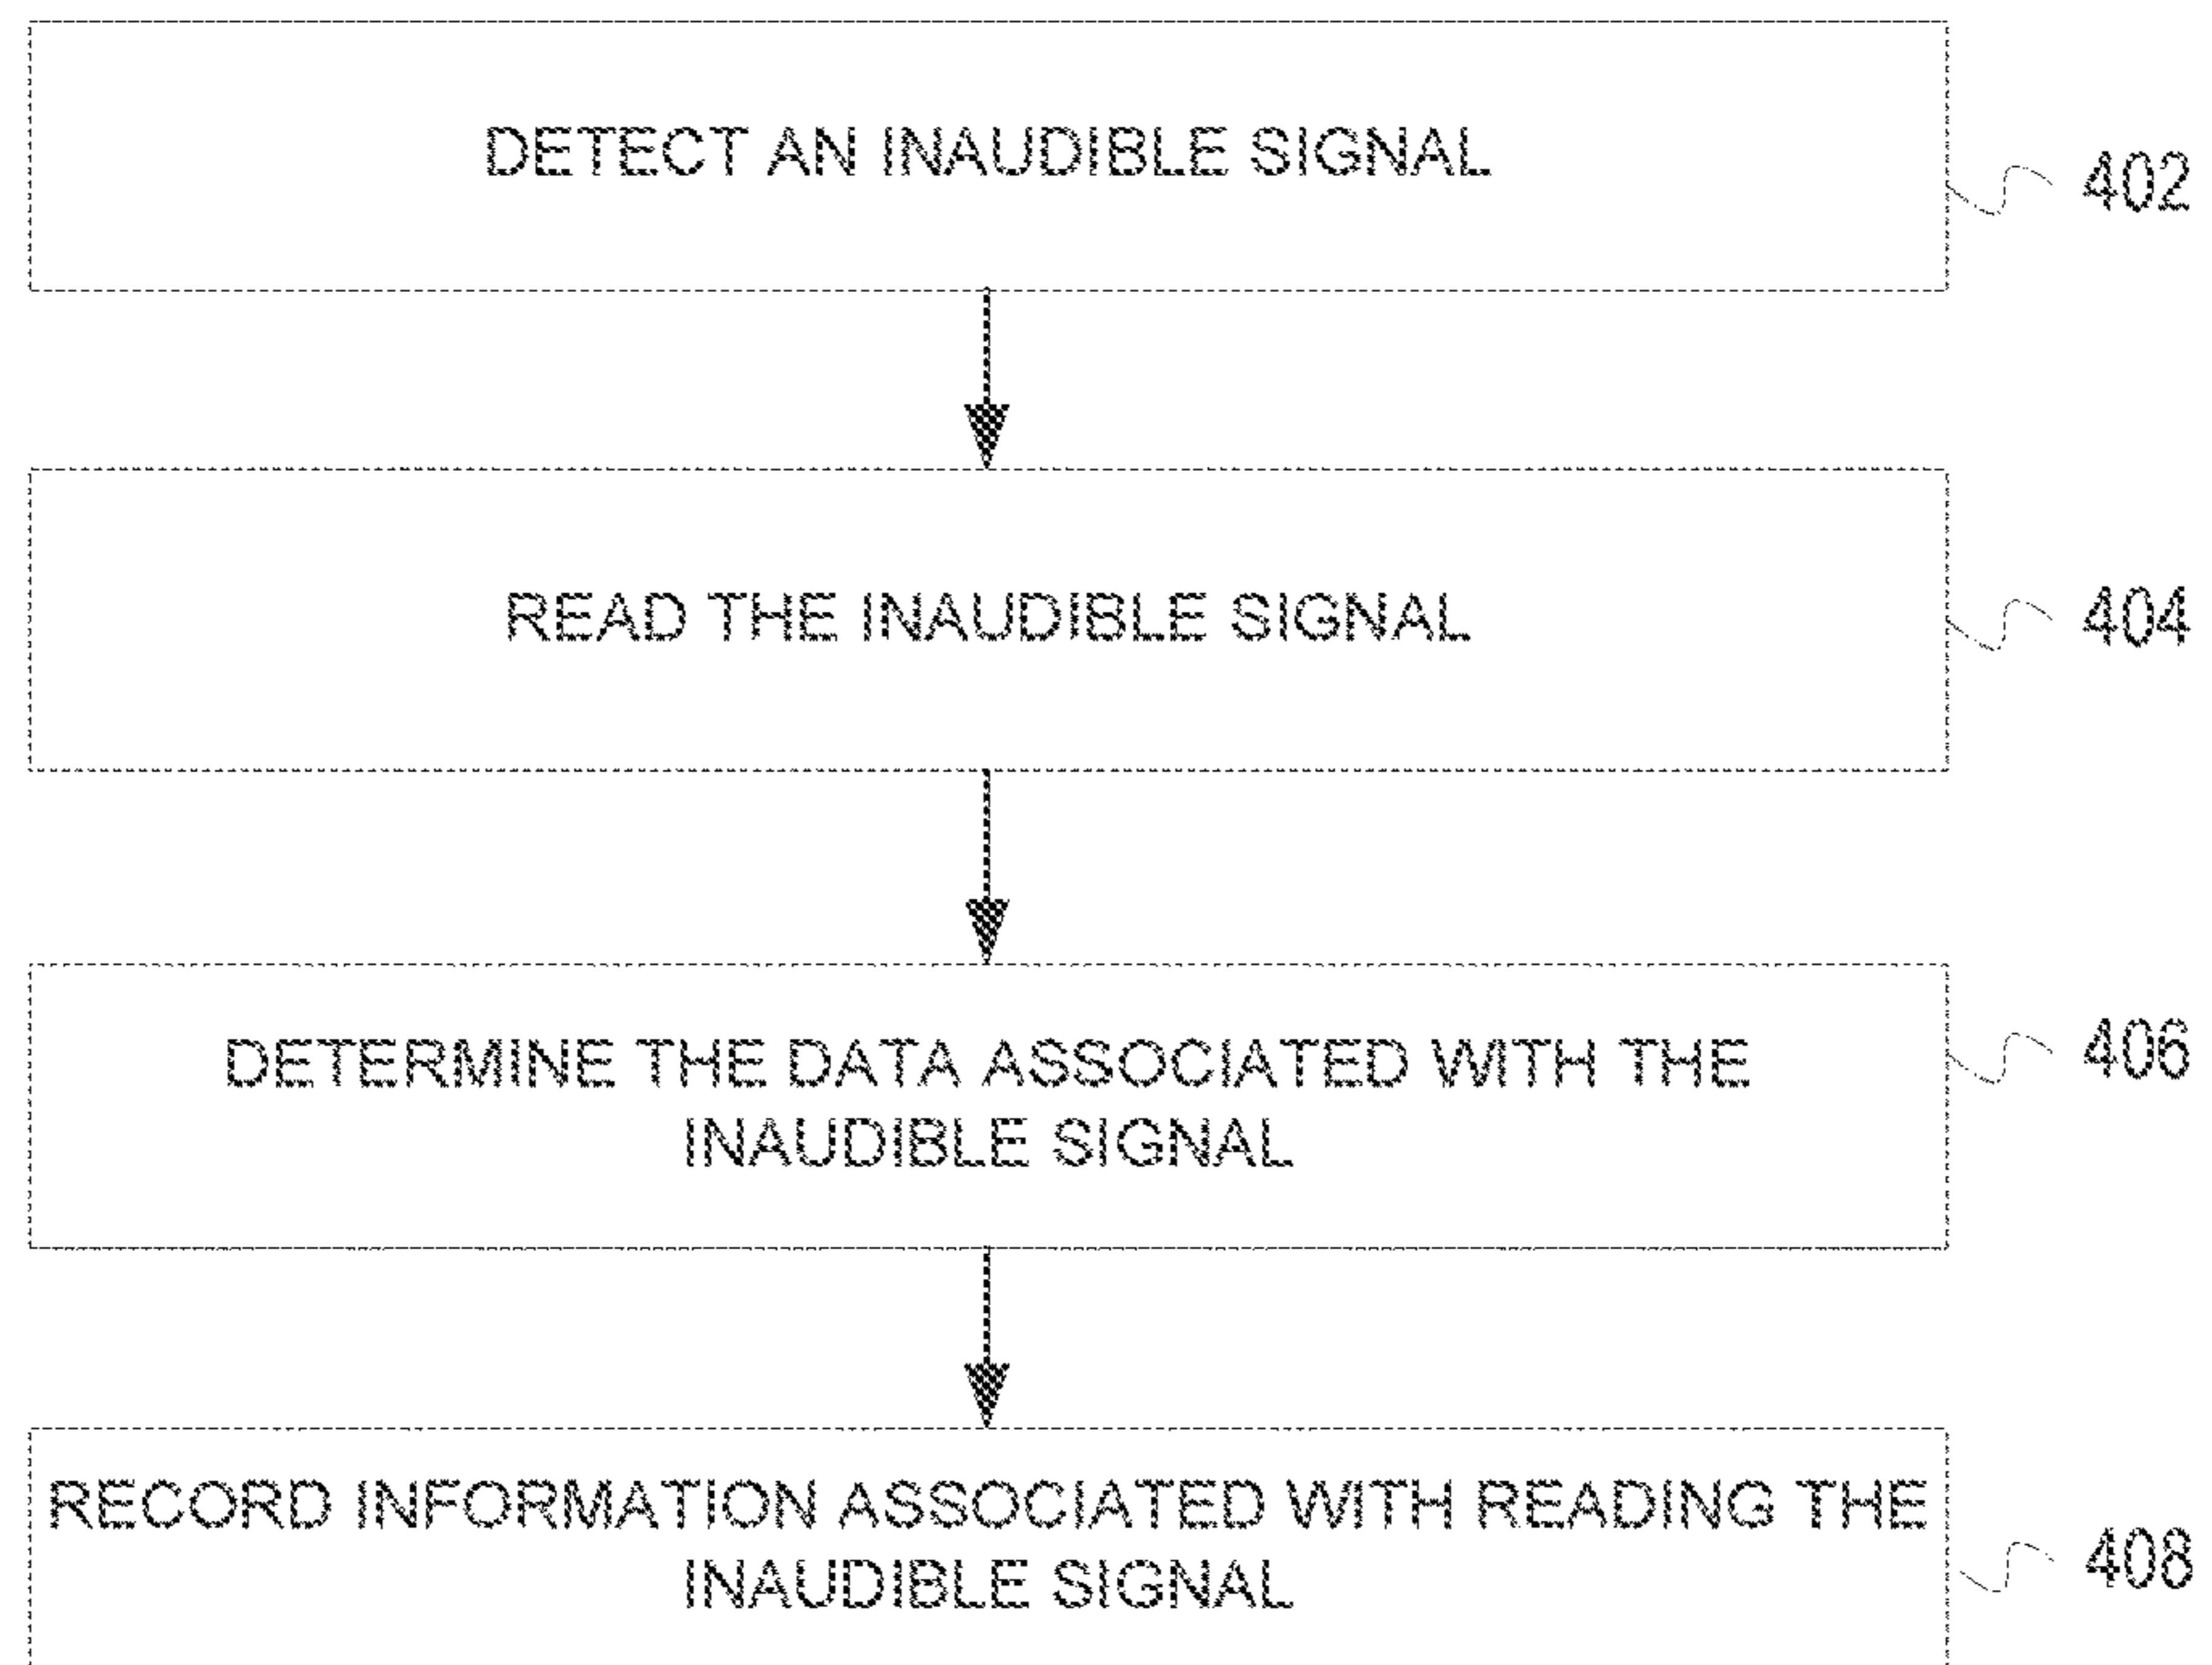 DETECT AN INAUDIBLE SIGNAL
402
READ THE INAUDIBLE SIGNAL
404
DETERMINE THE DATA ASSOCIATED WITH THE
INAUDIBLE SIGNAL
406
RECORD INFORMATION ASSOCIATED WITH READING THE
INAUDIBLE SIGNAL
408